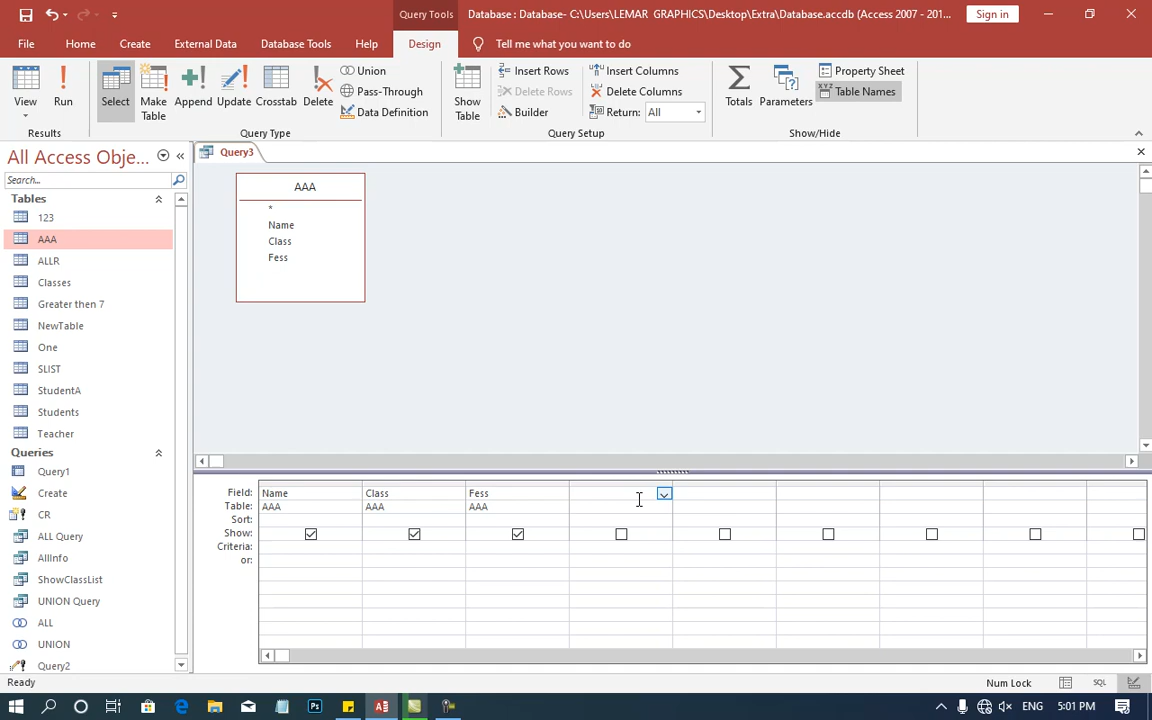 Query Tools
Database : Database- C:\Users\LEMAR  GRAPHICS\Desktop\Extra\Database.accdb (Access 2007 - 201...
Sign in
File
Home
Create
External Data
Database Tools
Help
Design
Tell me what you want to do
View
Run
Select
Make Table
Append
Update
Crosstab
Delete
Union
Pass-Through
Data Definition
Show Table
Insert Rows
Delete Rows
Builder
Insert Columns
Delete Columns
Return: All
Totals
Parameters
Property Sheet
XYZ Table Names
Results
Query Type
Query Setup
Show/Hide
All Access Obje...
Search...
Tables
123
AAA
ALLR
Classes
Greater then 7
NewTable
One
SLIST
StudentA
Students
Teacher
Queries
Query1
Create
CR
ALL Query
AllInfo
ShowClassList
UNION Query
ALL
UNION
Query2
Query3
AAA
*
Name
Class
Fess
Field: Name Class Fess
Table: AAA AAA AAA
Sort:
Show:
Criteria:
or:
Ready
Num Lock
SQL
ENG
5:01 PM